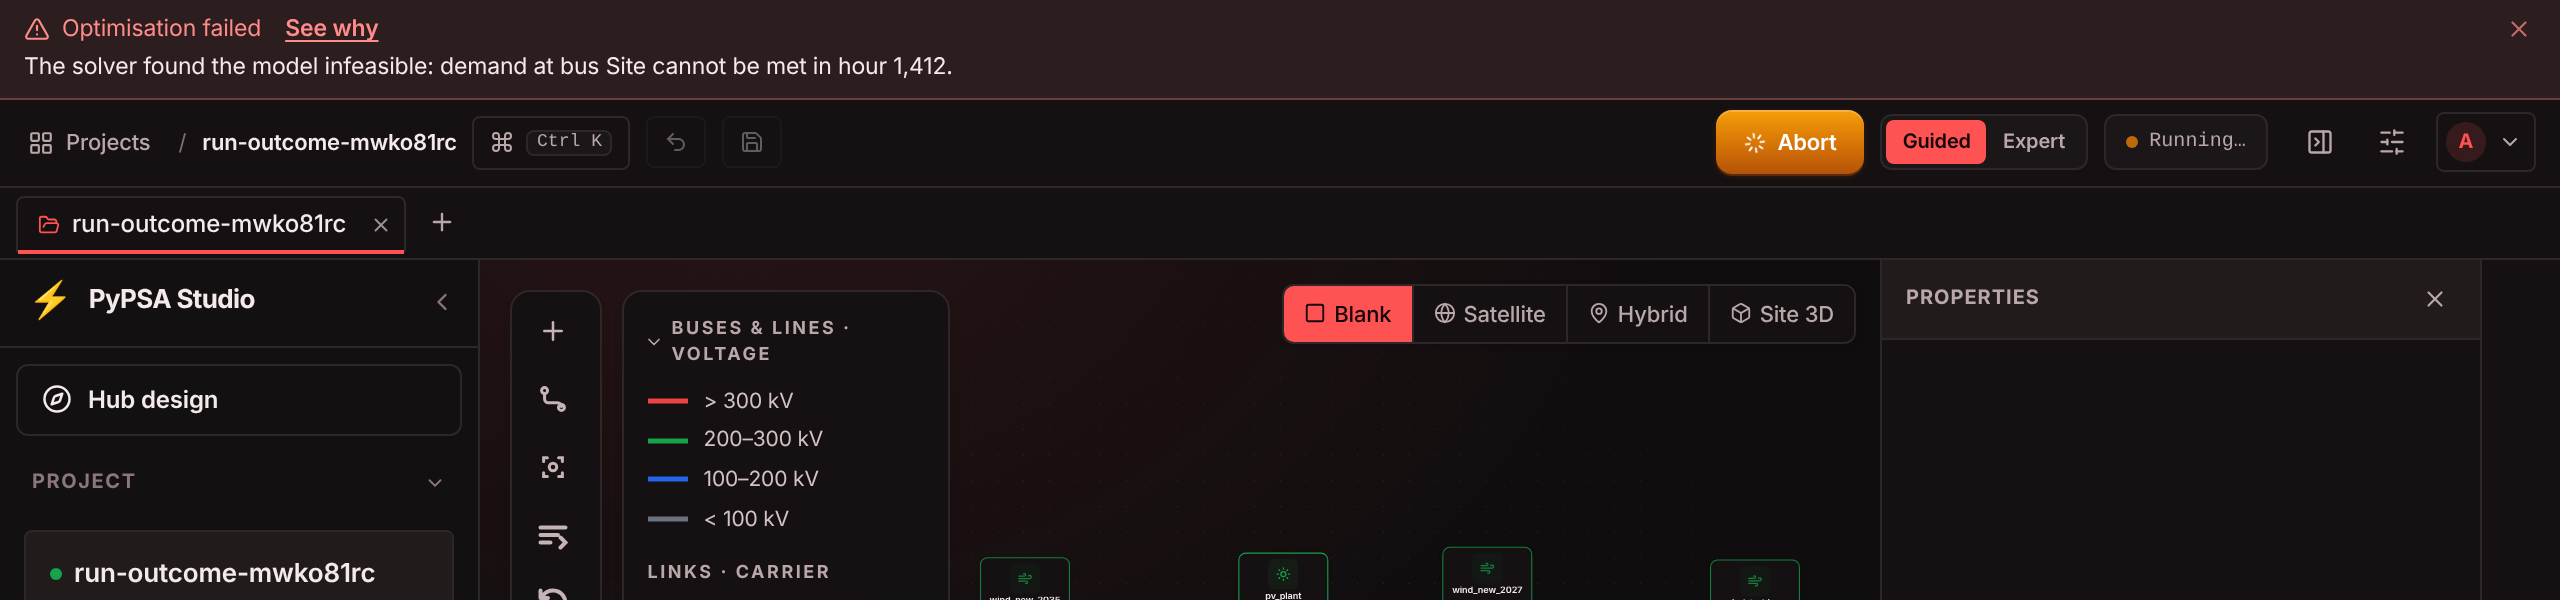 Optimisation failed See why
The solver found the model infeasible: demand at bus Site cannot be met in hour 1,412.
Projects / run-outcome-mwko81rc Ctrl K Abort Guided Expert Running… A
run-outcome-mwko81rc
PyPSA Studio
Hub design
PROJECT
run-outcome-mwko81rc
BUSES & LINES ·
VOLTAGE
> 300 kV
200–300 kV
100–200 kV
< 100 kV
LINKS · CARRIER
Blank Satellite Hybrid Site 3D
pv_plant
wind_new_2027
PROPERTIES